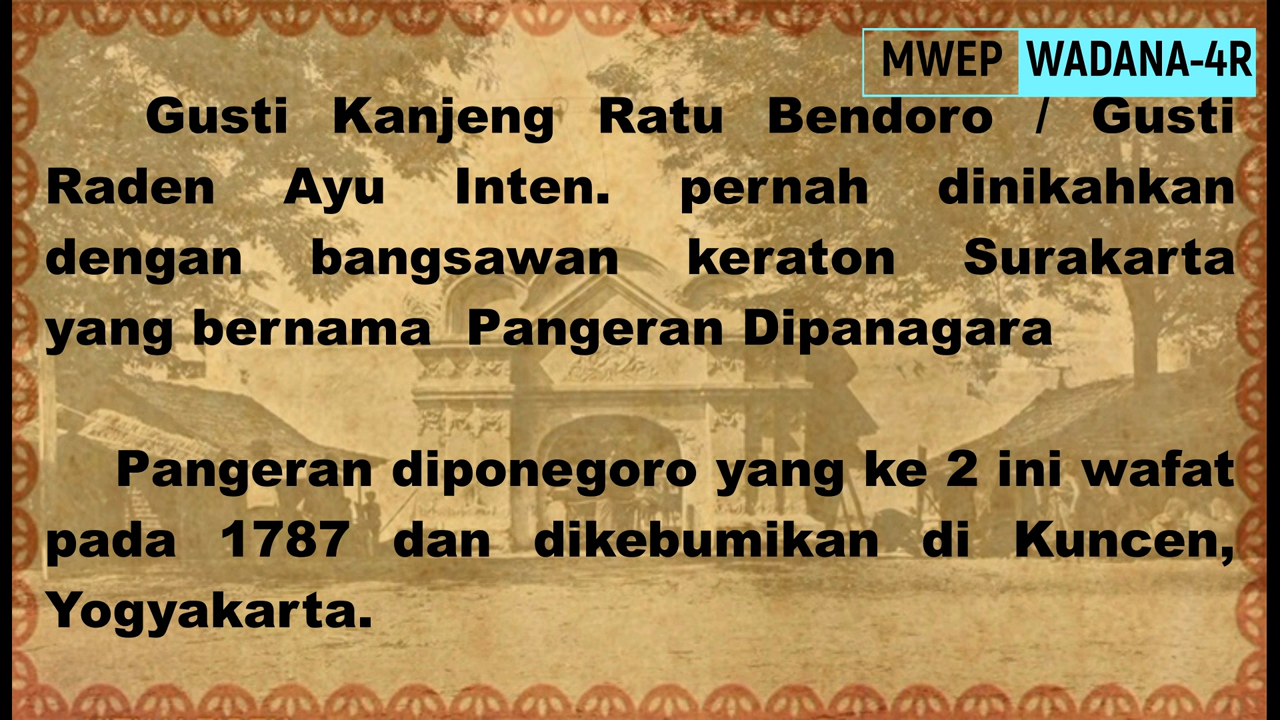 MWEP WADANA-4R
Gusti Kanjeng Ratu Bendoro / Gusti
Raden Ayu Inten. pernah dinikahkan
dengan bangsawan keraton Surakarta
yang bernama Pangeran Dipanagara
Pangeran diponegoro yang ke 2 ini wafat
pada 1787 dan dikebumikan di Kuncen,
Yogyakarta.